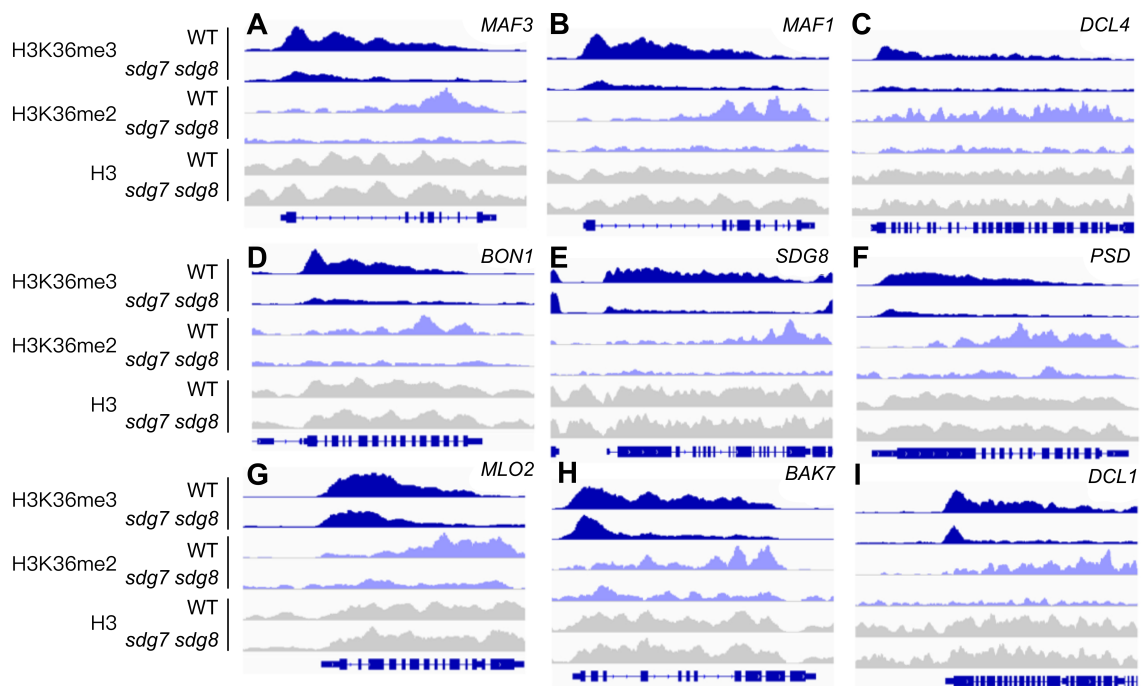 A MAF3 B MAF1 C DCL4
H3K36me3 WT
sdg7 sdg8
H3K36me2 WT
sdg7 sdg8
H3 WT
sdg7 sdg8
D BON1 E SDG8 F PSD
H3K36me3 WT
sdg7 sdg8
H3K36me2 WT
sdg7 sdg8
H3 WT
sdg7 sdg8
G MLO2 H BAK7 I DCL1
H3K36me3 WT
sdg7 sdg8
H3K36me2 WT
sdg7 sdg8
H3 WT
sdg7 sdg8